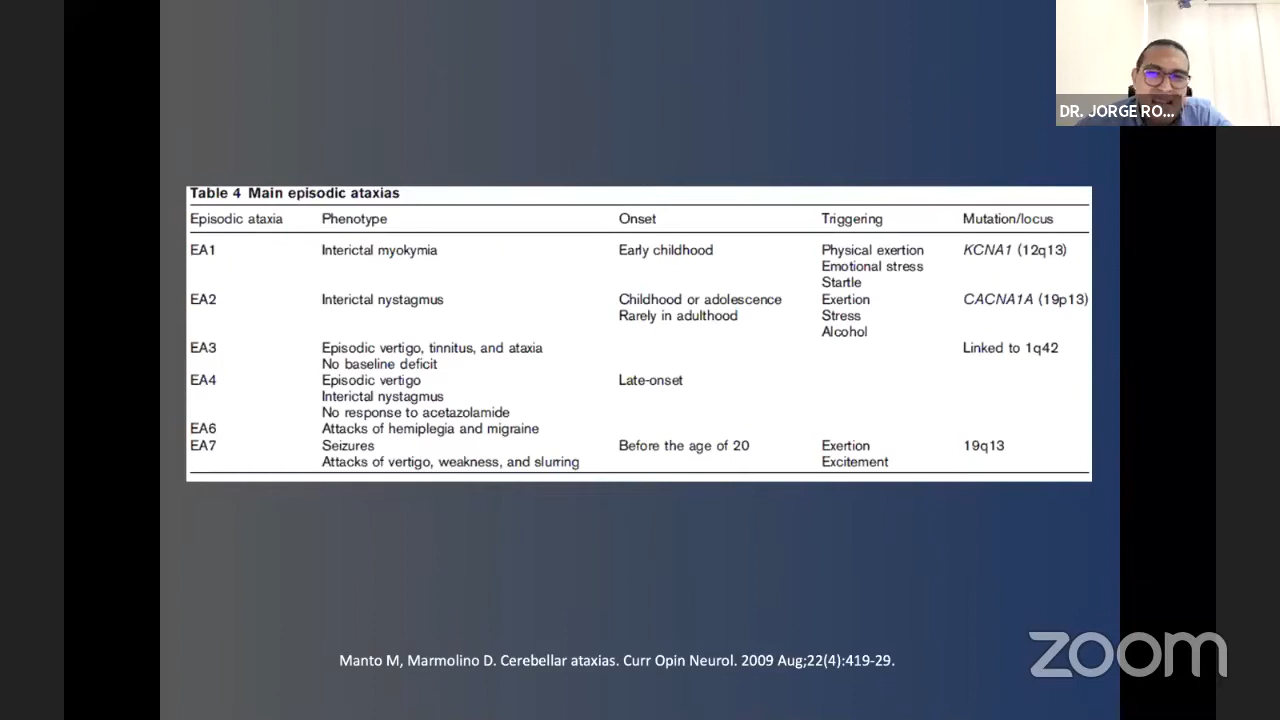 DR. JORGE RO...
Table 4 Main episodic ataxias
Episodic ataxia Phenotype Onset Triggering Mutation/locus
EA1 Interictal myokymia Early childhood Physical exertion KCNA1 (12q13)
Emotional stress
Startle
EA2 Interictal nystagmus Childhood or adolescence Exertion CACNA1A (19p13)
Rarely in adulthood Stress
Alcohol
EA3 Episodic vertigo, tinnitus, and ataxia Linked to 1q42
No baseline deficit
EA4 Episodic vertigo Late-onset
Interictal nystagmus
No response to acetazolamide
EA6 Attacks of hemiplegia and migraine
EA7 Seizures Before the age of 20 Exertion 19q13
Attacks of vertigo, weakness, and slurring Excitement
Manto M, Marmolino D. Cerebellar ataxias. Curr Opin Neurol. 2009 Aug;22(4):419-29.
zoom